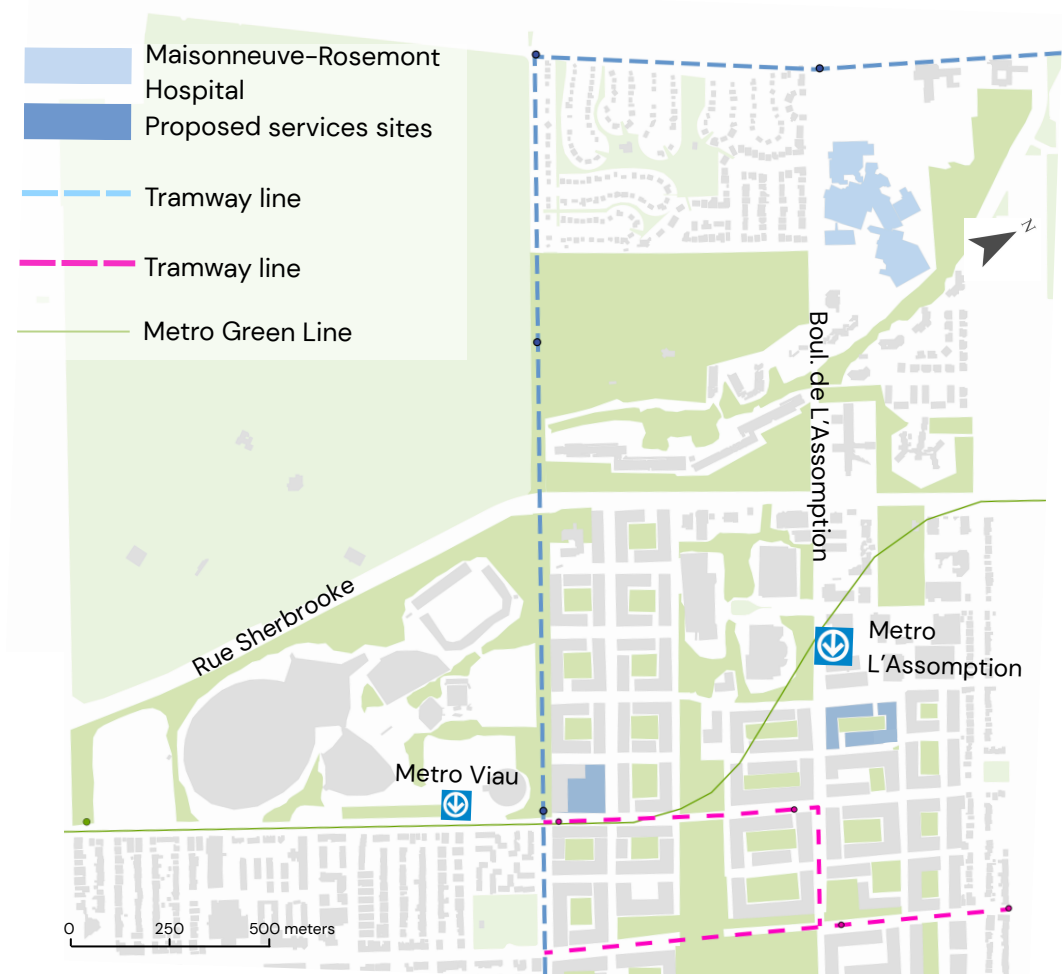 Maisonneuve-Rosemont
Hospital
Proposed services sites
Tramway line
Tramway line
Metro Green Line
N
Boul. de L'Assomption
Rue Sherbrooke
Metro
L'Assomption
Metro Viau
0 250 500 meters